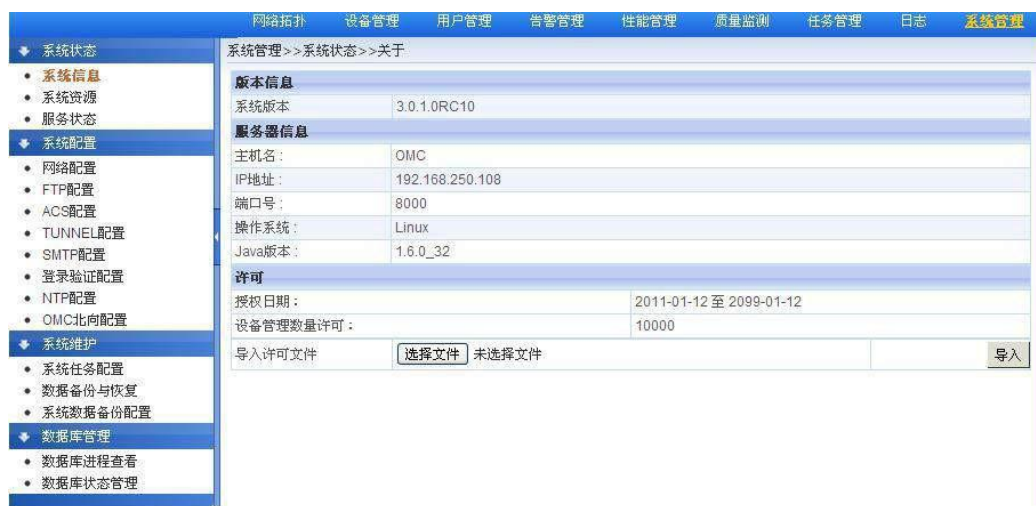 网络拓扑 设备管理 用户管理 告警管理 性能管理 质量监测 任务管理 日志 系统管理
系统状态
系统信息
系统资源
服务状态
系统配置
网络配置
FTP配置
ACS配置
TUNNEL配置
SMTP配置
登录验证配置
NTP配置
OMC北向配置
系统维护
系统任务配置
数据备份与恢复
系统数据备份配置
数据库管理
数据库进程查看
数据库状态管理
系统管理>>系统状态>>关于
版本信息
系统版本 3.0.1.0RC10
服务器信息
主机名: OMC
IP地址: 192.168.250.108
端口号: 8000
操作系统: Linux
Java版本: 1.6.0_32
许可
授权日期: 2011-01-12 至 2099-01-12
设备管理数量许可: 10000
导入许可文件 选择文件 未选择文件 导入